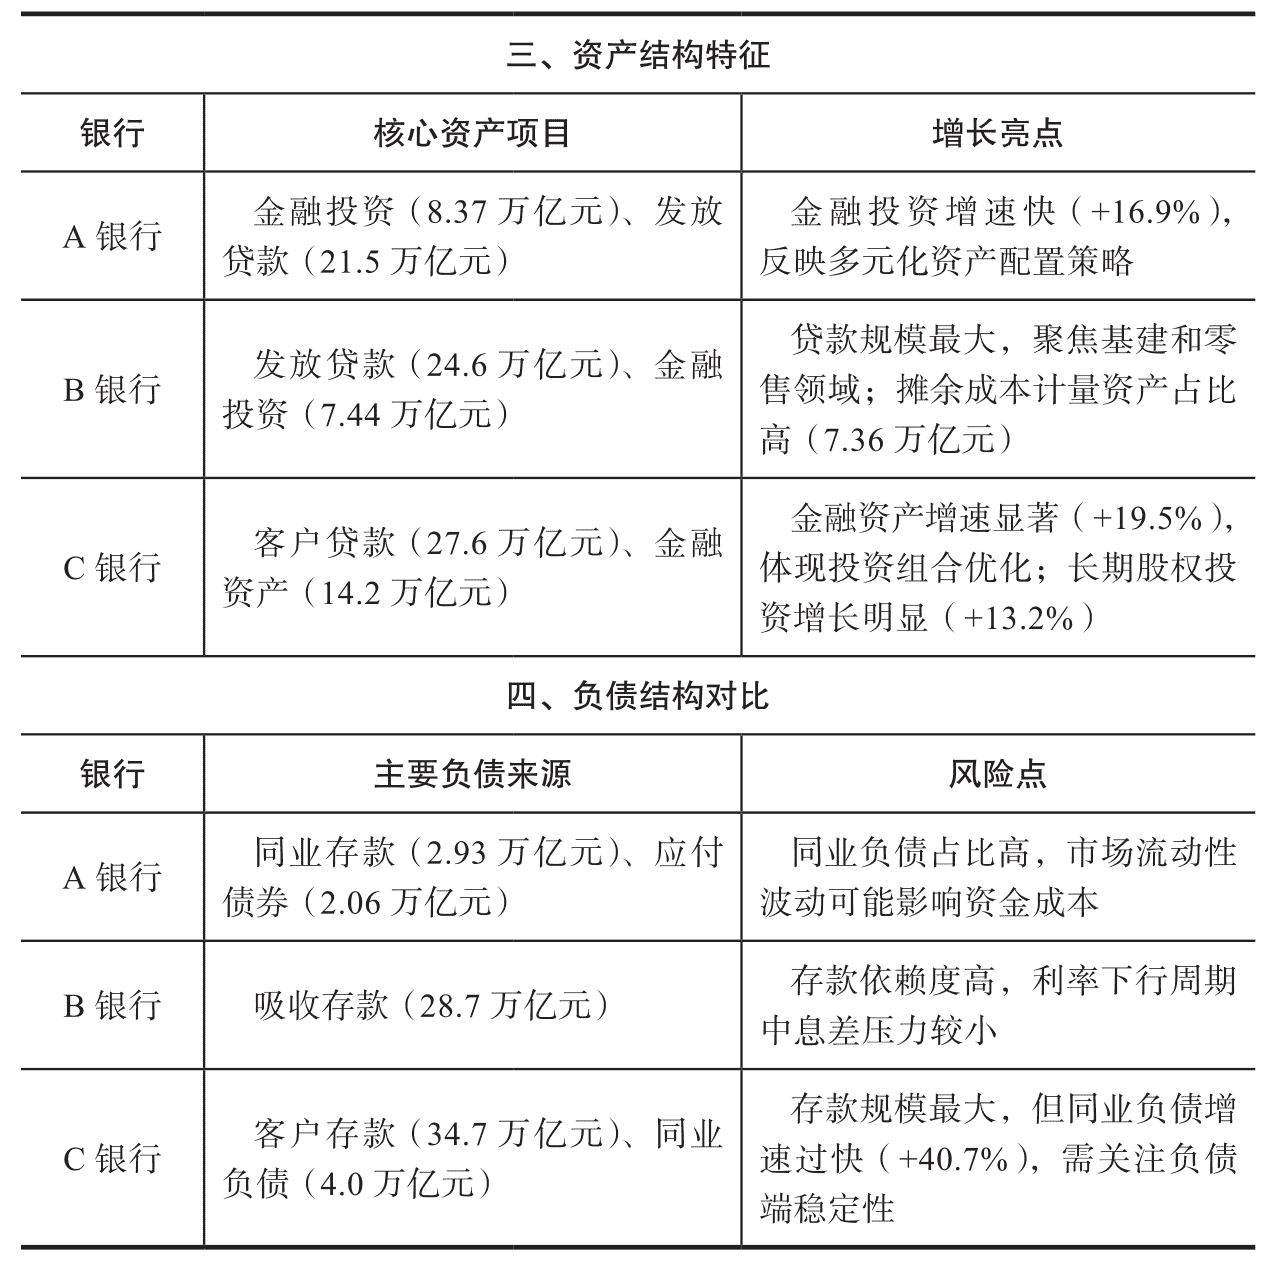 三、资产结构特征
银行 核心资产项目 增长亮点
A 银行
金融投资（8.37 万亿元）、发放
贷款（21.5 万亿元）
金融投资增速快（+16.9%），
反映多元化资产配置策略
B 银行
发放贷款（24.6 万亿元）、金融
投资（7.44 万亿元）
贷款规模最大，聚焦基建和零
售领域；摊余成本计量资产占比
高（7.36 万亿元）
C 银行
客户贷款（27.6 万亿元）、金融
资产（14.2 万亿元）
金融资产增速显著（+19.5%），
体现投资组合优化；长期股权投
资增长明显（+13.2%）
四、负债结构对比
银行 主要负债来源 风险点
A 银行
同业存款（2.93 万亿元）、应付
债券（2.06 万亿元）
同业负债占比高，市场流动性
波动可能影响资金成本
B 银行
吸收存款（28.7 万亿元）
存款依赖度高，利率下行周期
中息差压力较小
C 银行
客户存款（34.7 万亿元）、同业
负债（4.0 万亿元）
存款规模最大，但同业负债增
速过快（+40.7%），需关注负债
端稳定性